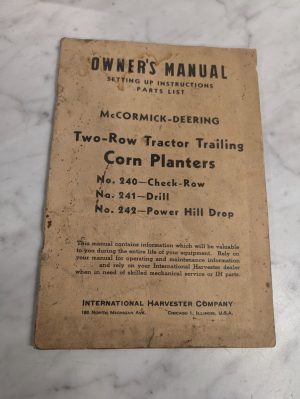 OWNER'S MANUAL
SETTING UP INSTRUCTIONS
PARTS LIST
McCORMICK-DEERING
Two-Row Tractor Trailing
Corn Planters
No. 240—Check-Row
No. 241—Drill
No. 242—Power Hill Drop
This manual contains information which will be valuable
to you during the entire life of your equipment. Rely on
your manual for operating and maintenance information
and rely on your International Harvester dealer
when in need of skilled mechanical service or IH parts.
INTERNATIONAL HARVESTER COMPANY
180 NORTH MICHIGAN AVE. CHICAGO 1, ILLINOIS, U.S.A.